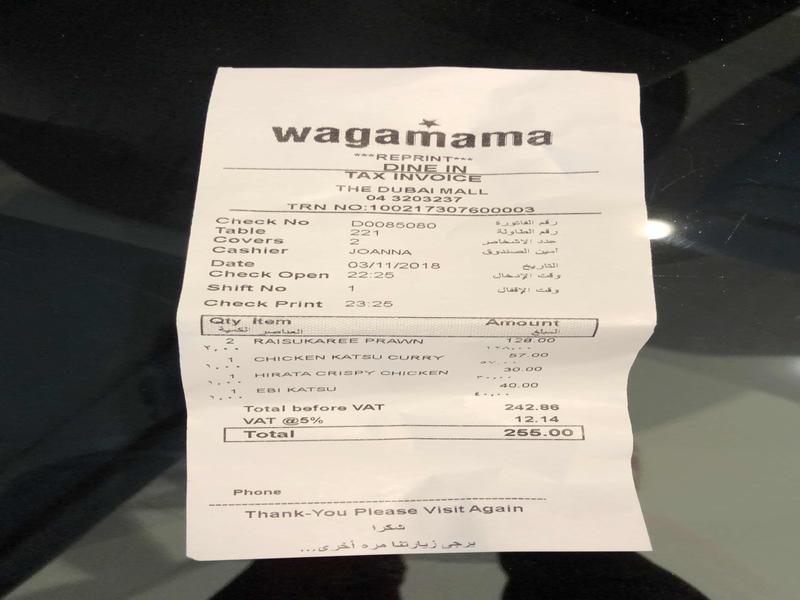 wagamama
***REPRINT***
DINE IN
TAX INVOICE
THE DUBAI MALL
04 3203237
TRN NO:100217307600003
Check No D0085080 رقم الفاتورة
Table 221 رقم الطاولة
Covers 2 عدد الاشخاص
Cashier JOANNA أمين الصندوق
Date 03/11/2018 التاريخ
Check Open 22:25 وقت الإدخال
Shift No 1 وقت الإقفال
Check Print 23:25
Qty Item Amount
الكمية العناصر المبلغ
2 RAISUKAREE PRAWN 128.00
٢,٠٠ ١٢٨,٠٠
1 CHICKEN KATSU CURRY 57.00
١,٠٠ ٥٧,٠٠
1 HIRATA CRISPY CHICKEN 30.00
١,٠٠ ٣٠,٠٠
1 EBI KATSU 40.00
١,٠٠ ٤٠,٠٠
Total before VAT 242.86
VAT @5% 12.14
Total 255.00
Phone
Thank-You Please Visit Again
شكرا
يرجى زيارتنا مره أخرى...